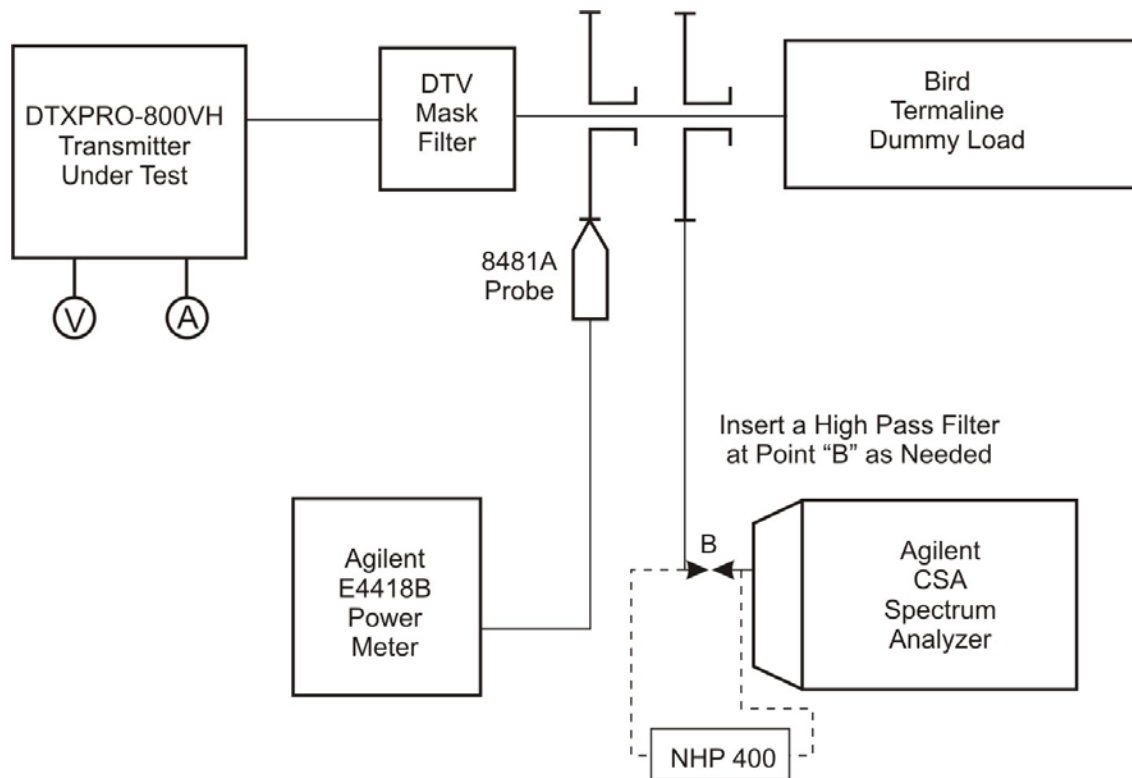 DTXPRO-800VH
Transmitter
Under Test
V
A
DTV
Mask
Filter
Bird
Termaline
Dummy Load
8481A
Probe
Insert a High Pass Filter
at Point “B” as Needed
Agilent
E4418B
Power
Meter
B
Agilent
CSA
Spectrum
Analyzer
NHP 400